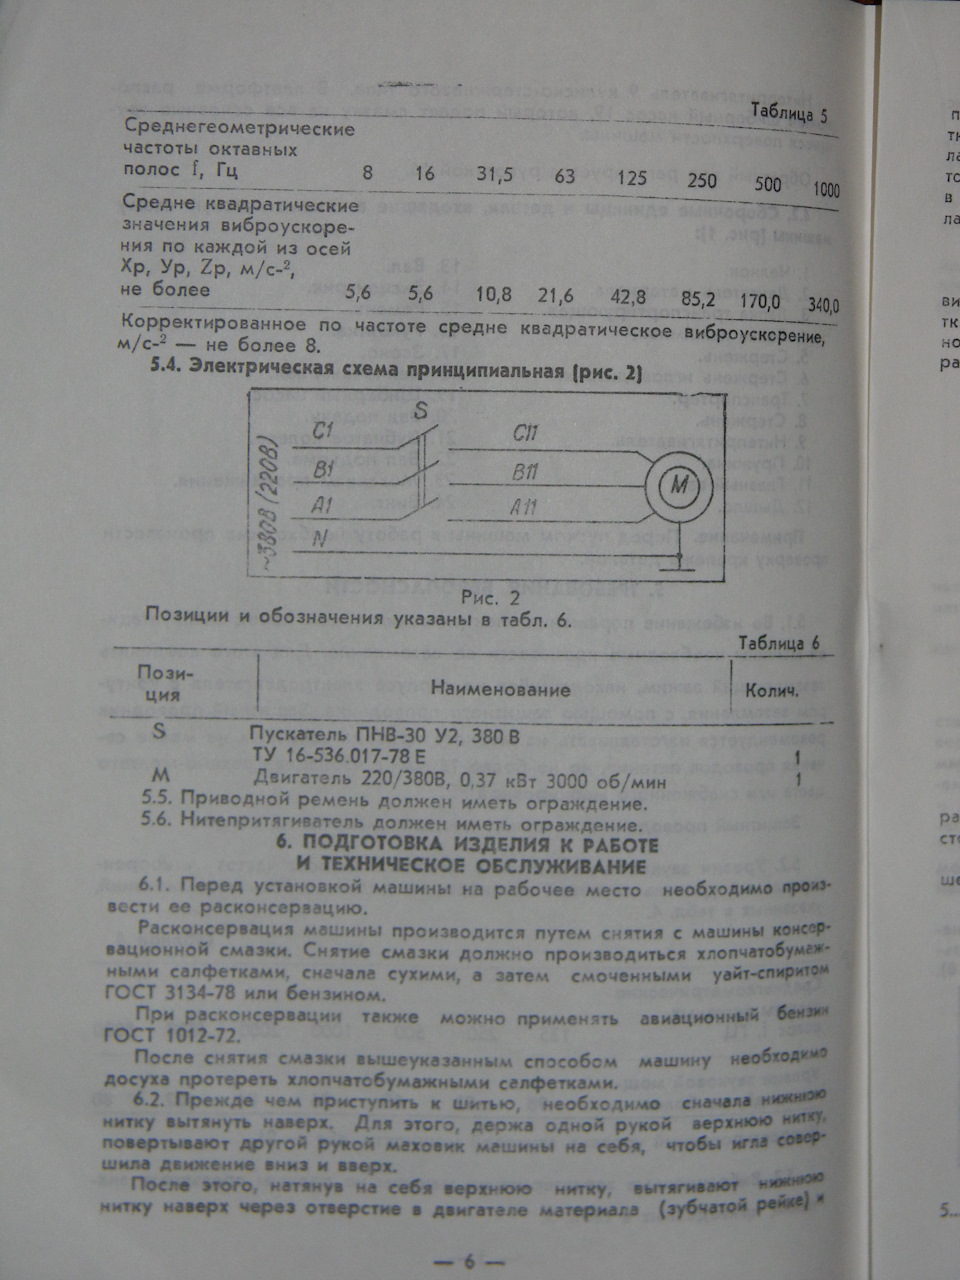 Таблица 5
Среднегеометрические
частоты октавных
полос f, Гц 8 16 31,5 63 125 250 500 1000
Средне квадратические
значения виброускоре-
ния по каждой из осей
Xp, Уp, Zp, м/с-²,
не более 5,6 5,6 10,8 21,6 42,8 85,2 170,0 340,0
Корректированное по частоте средне квадратическое виброускорение,
м/с-² — не более 8.
5.4. Электрическая схема принципиальная (рис. 2)
~380В (220В)
S
С1 С11
В1 В11
М
А1 А11
N
Рис. 2
Позиции и обозначения указаны в табл. 6.
Таблица 6
Пози-
ция Наименование Колич.
S Пускатель ПНВ-30 У2, 380 В
ТУ 16-536.017-78 Е 1
М Двигатель 220/380В, 0,37 кВт 3000 об/мин 1
5.5. Приводной ремень должен иметь ограждение.
5.6. Нитепритягиватель должен иметь ограждение.
6. ПОДГОТОВКА ИЗДЕЛИЯ К РАБОТЕ
И ТЕХНИЧЕСКОЕ ОБСЛУЖИВАНИЕ
6.1. Перед установкой машины на рабочее место необходимо произ-
вести ее расконсервацию.
Расконсервация машины производится путем снятия с машины консер-
вационной смазки. Снятие смазки должно производиться хлопчатобумаж-
ными салфетками, сначала сухими, а затем смоченными уайт-спиритом
ГОСТ 3134-78 или бензином.
При расконсервации также можно применять авиационный бензин
ГОСТ 1012-72.
После снятия смазки вышеуказанным способом машину необходимо
досуха протереть хлопчатобумажными салфетками.
6.2. Прежде чем приступить к шитью, необходимо сначала нижнюю
нитку вытянуть наверх. Для этого, держа одной рукой верхнюю нитку,
повертывают другой рукой маховик машины на себя, чтобы игла совер-
шила движение вниз и вверх.
После этого, натянув на себя верхнюю нитку, вытягивают нижнюю
нитку наверх через отверстие в двигателе материала (зубчатой рейке) и
— 6 —